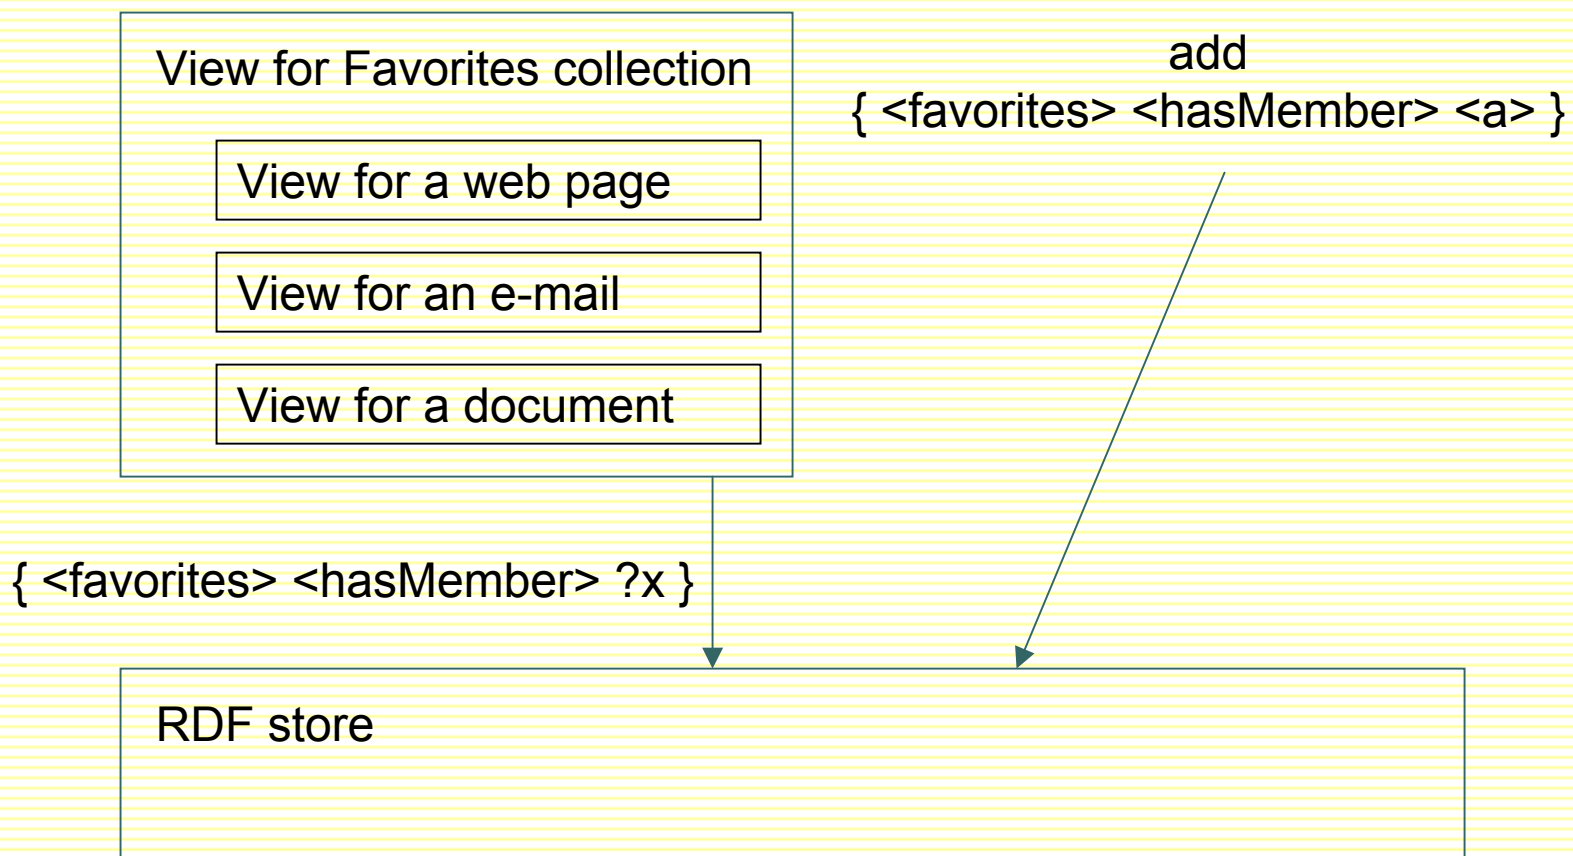 View for Favorites collection
View for a web page
View for an e-mail
View for a document
add
{ <favorites> <hasMember> <a> }
{ <favorites> <hasMember> ?x }
RDF store